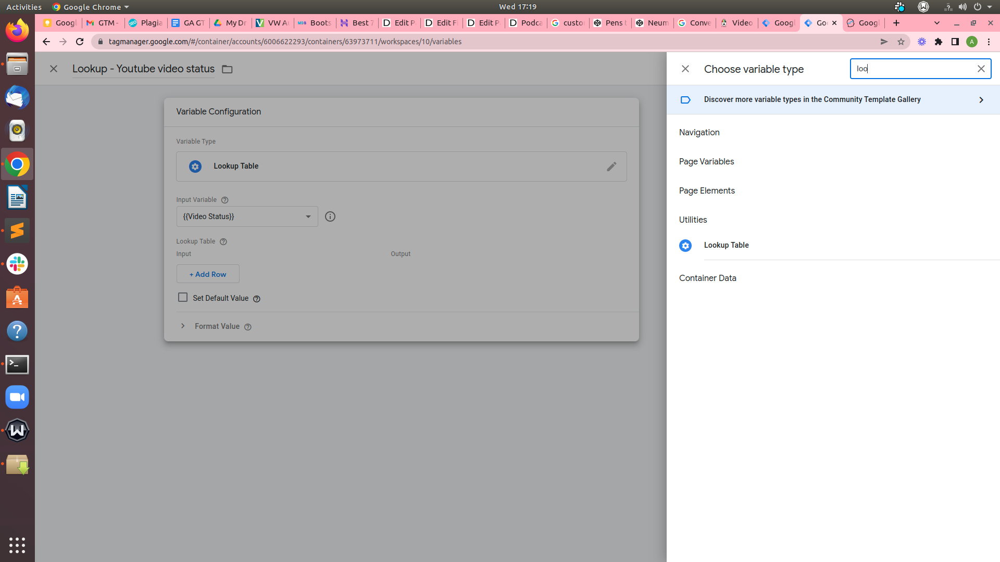 Activities Google Chrome Wed 17:19
Googl GTM - Plagia GA GT My Dr VW Au Boots Best 7 Edit P Edit Fi Edit P Podca custo Pens t Neum Conve Video Googl Go Googl
tagmanager.google.com/#/container/accounts/6006622293/containers/63973711/workspaces/10/variables A
Lookup - Youtube video status
Choose variable type
loo
Discover more variable types in the Community Template Gallery
Variable Configuration
Variable Type
Lookup Table
Input Variable
{{Video Status}}
Lookup Table
Input Output
+ Add Row
Set Default Value
Format Value
Navigation
Page Variables
Page Elements
Utilities
Lookup Table
Container Data